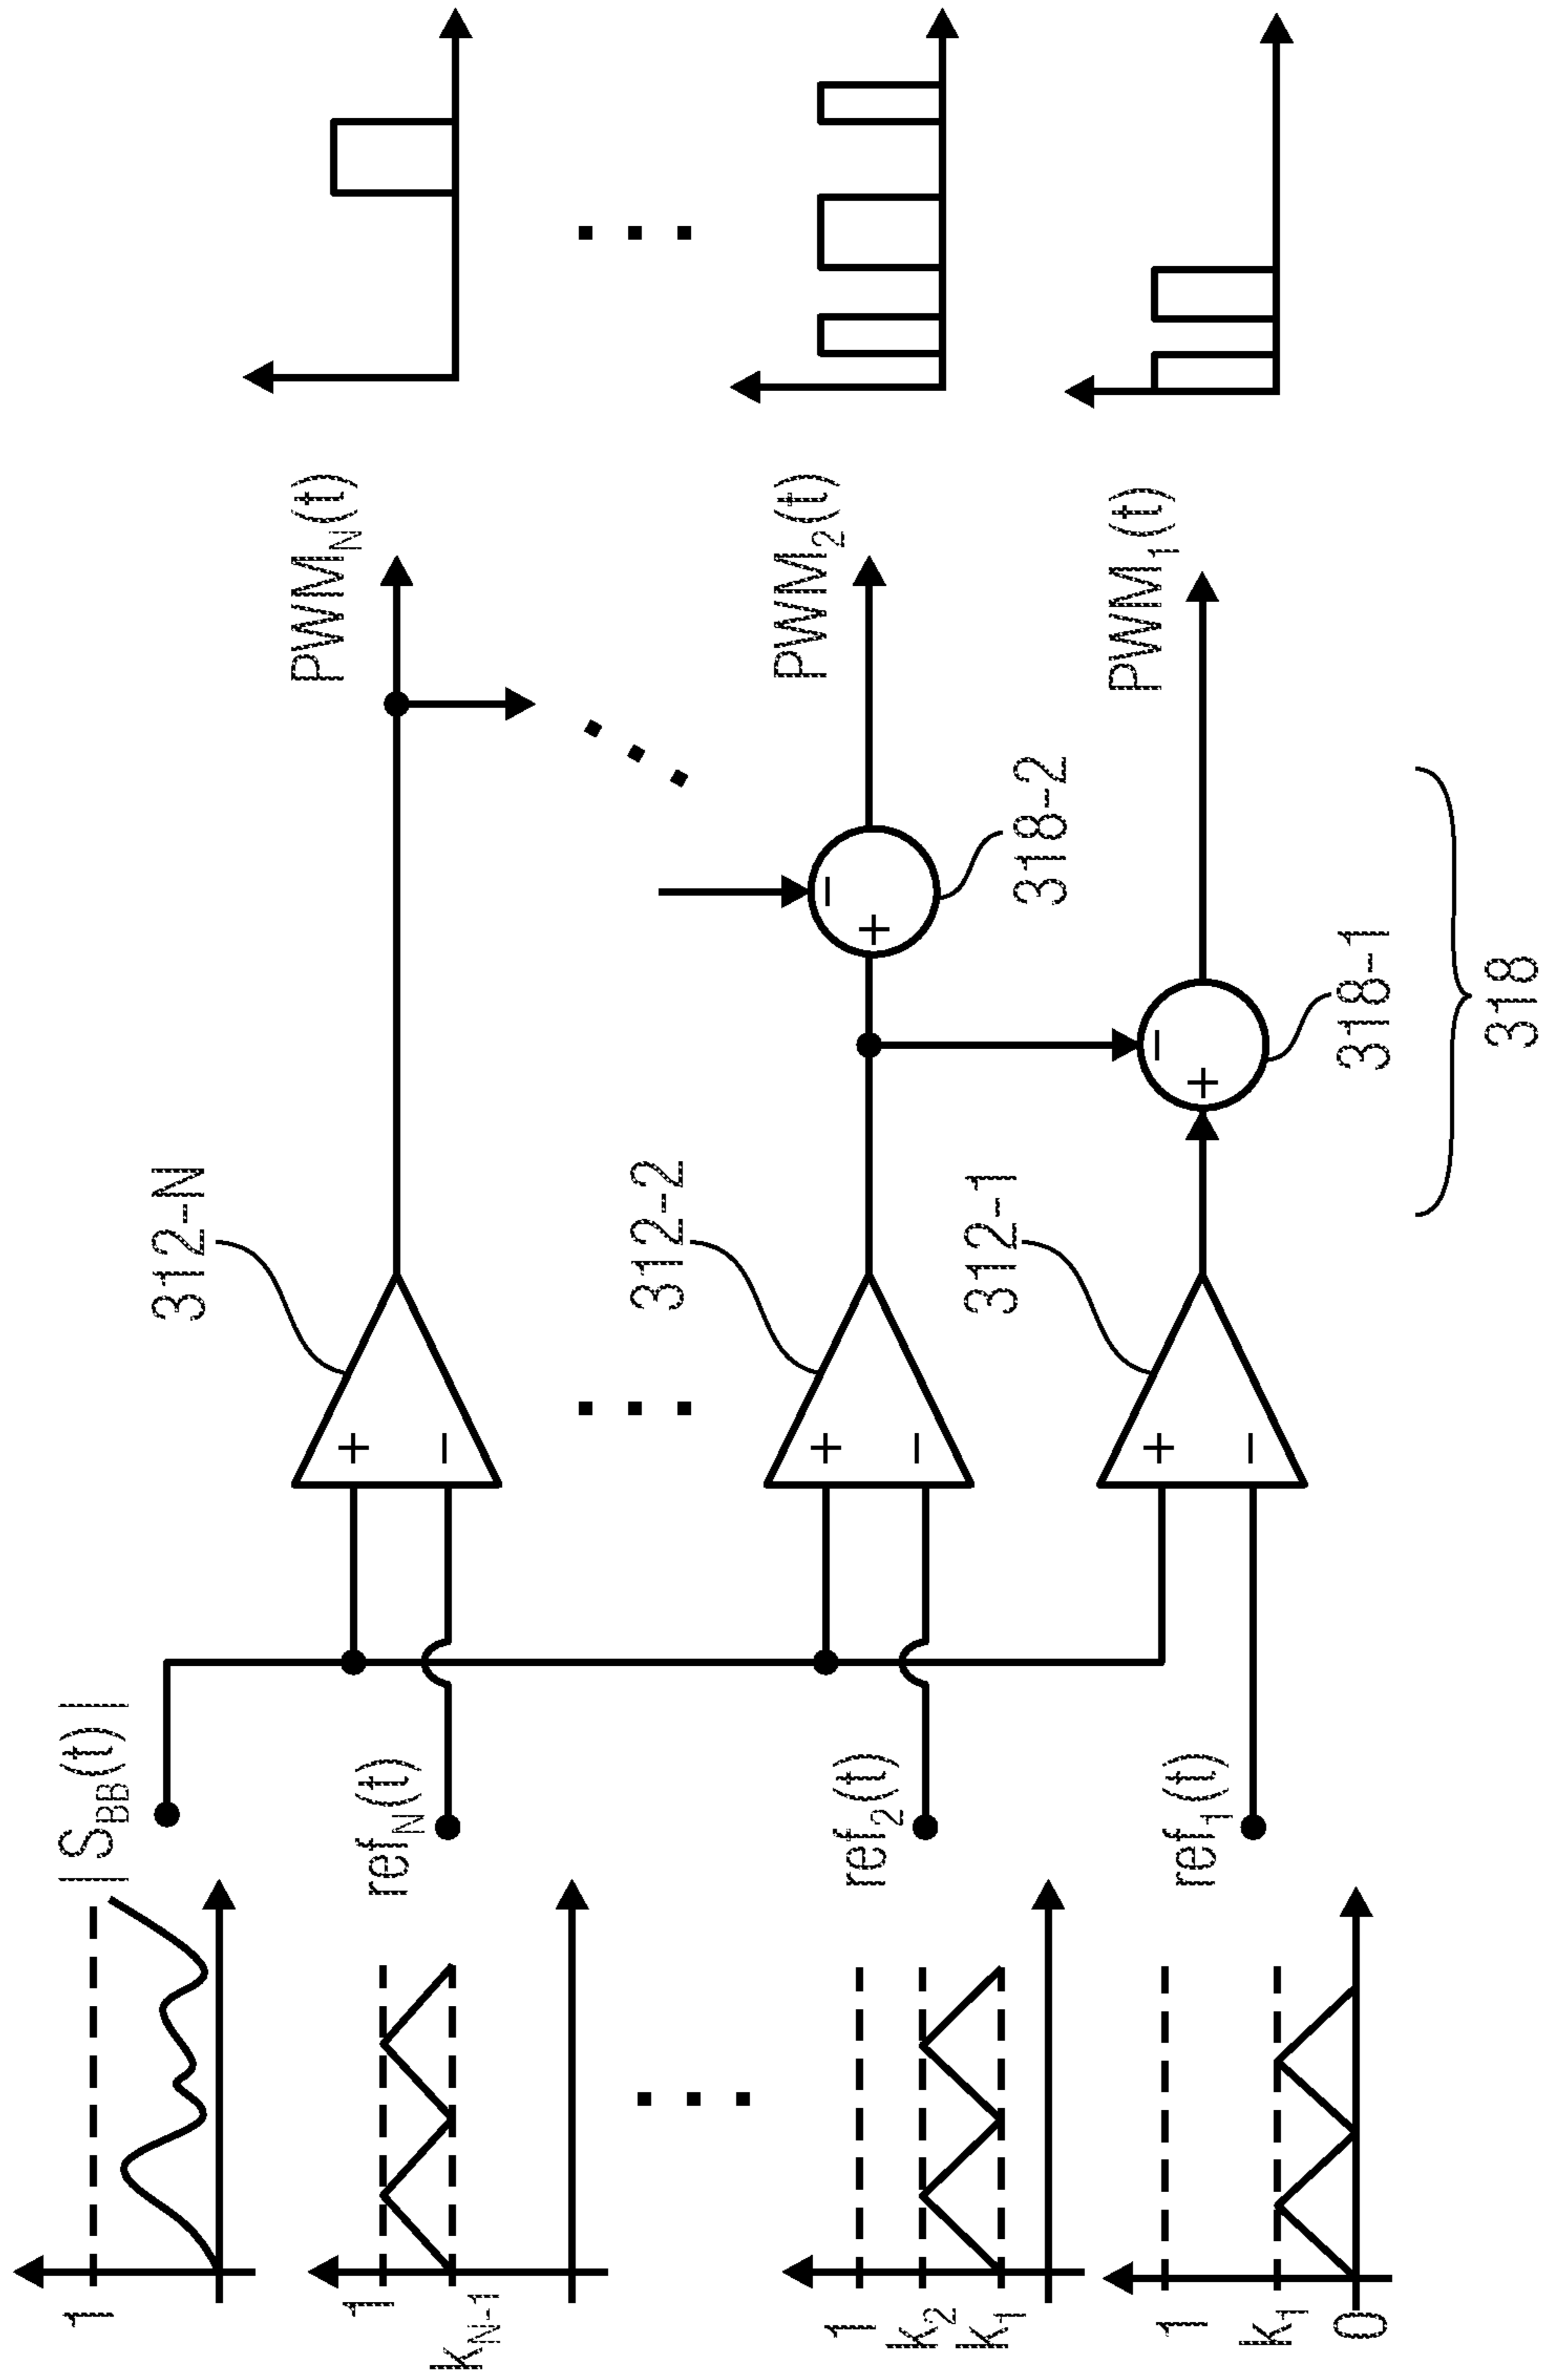 1
| S_BB(t) |
312-N
PWM_N(t)
1
k_N-1
ref_N(t)
+
−
312-2
PWM_2(t)
1
k_2
k_1
ref_2(t)
+
−
+
−
318-2
312-1
PWM_1(t)
1
k_1
0
ref_1(t)
+
−
+
−
318-1
318